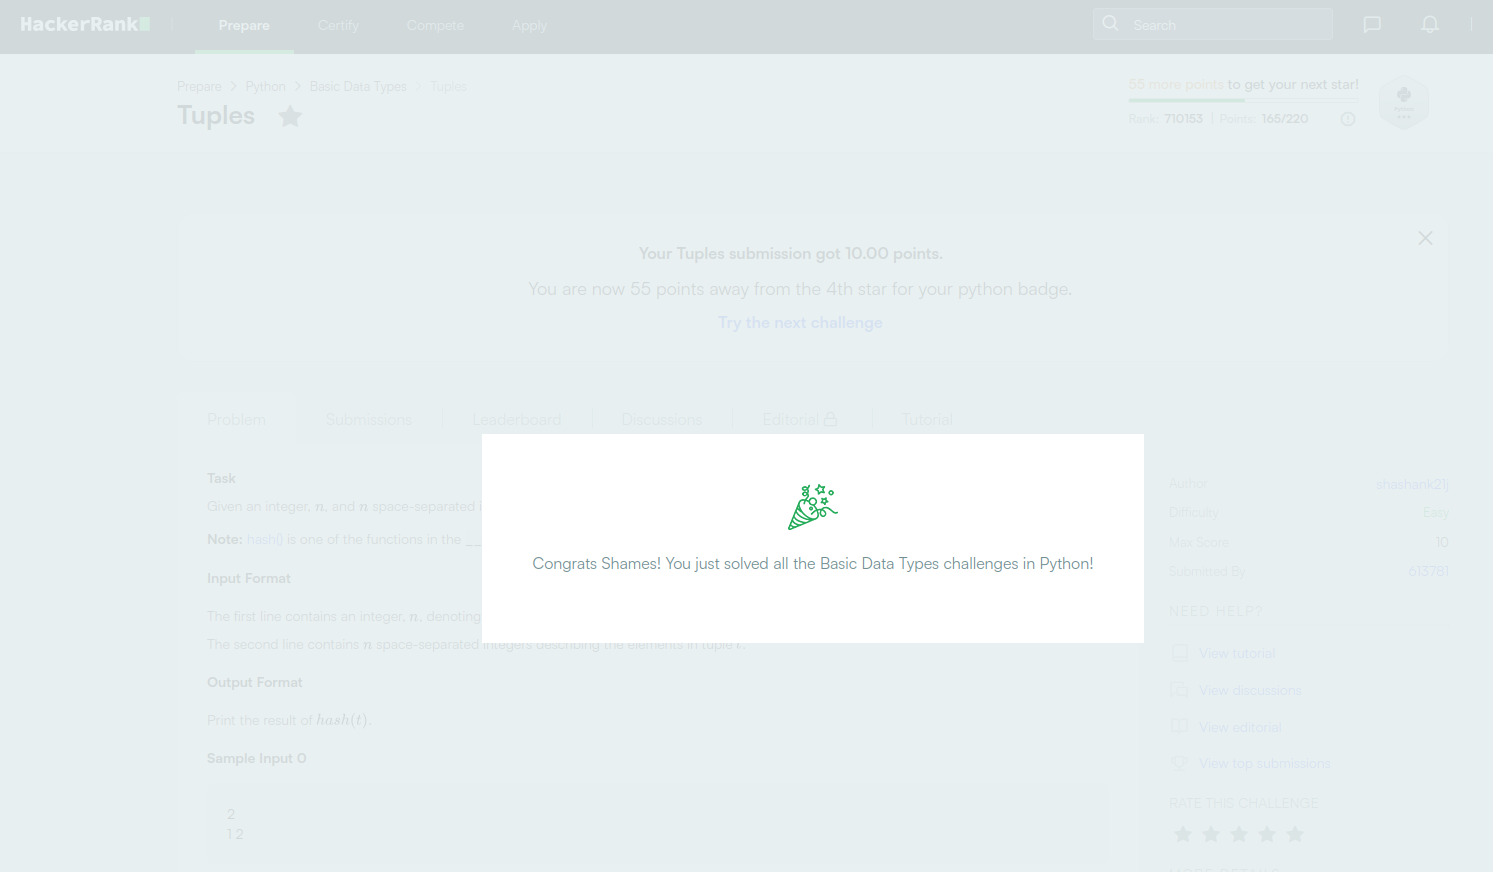 HackerRank
Prepare
Certify
Compete
Apply
Search
Prepare > Python > Basic Data Types > Tuples
Tuples
55 more points to get your next star!
Rank: 710153 | Points: 165/220
Your Tuples submission got 10.00 points.
You are now 55 points away from the 4th star for your python badge.
Try the next challenge
Problem
Submissions
Leaderboard
Discussions
Editorial
Tutorial
Congrats Shames! You just solved all the Basic Data Types challenges in Python!
Task
Given an integer, n, and n space-separated
Note: hash() is one of the functions in the __
Input Format
The first line contains an integer, n, denoting
The second line contains n space-separated integers describing the elements in tuple t.
Output Format
Print the result of hash(t).
Sample Input 0
2
1 2
Author shashank21j
Difficulty Easy
Max Score 10
Submitted By 613781
NEED HELP?
View tutorial
View discussions
View editorial
View top submissions
RATE THIS CHALLENGE
MORE DETAILS